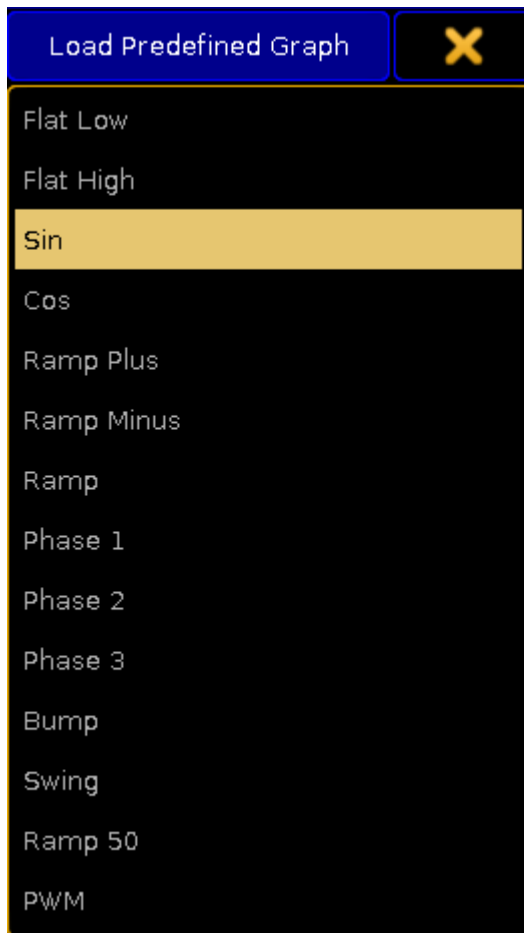 Load Predefined Graph
Flat Low
Flat High
Sin
Cos
Ramp Plus
Ramp Minus
Ramp
Phase 1
Phase 2
Phase 3
Bump
Swing
Ramp 50
PWM